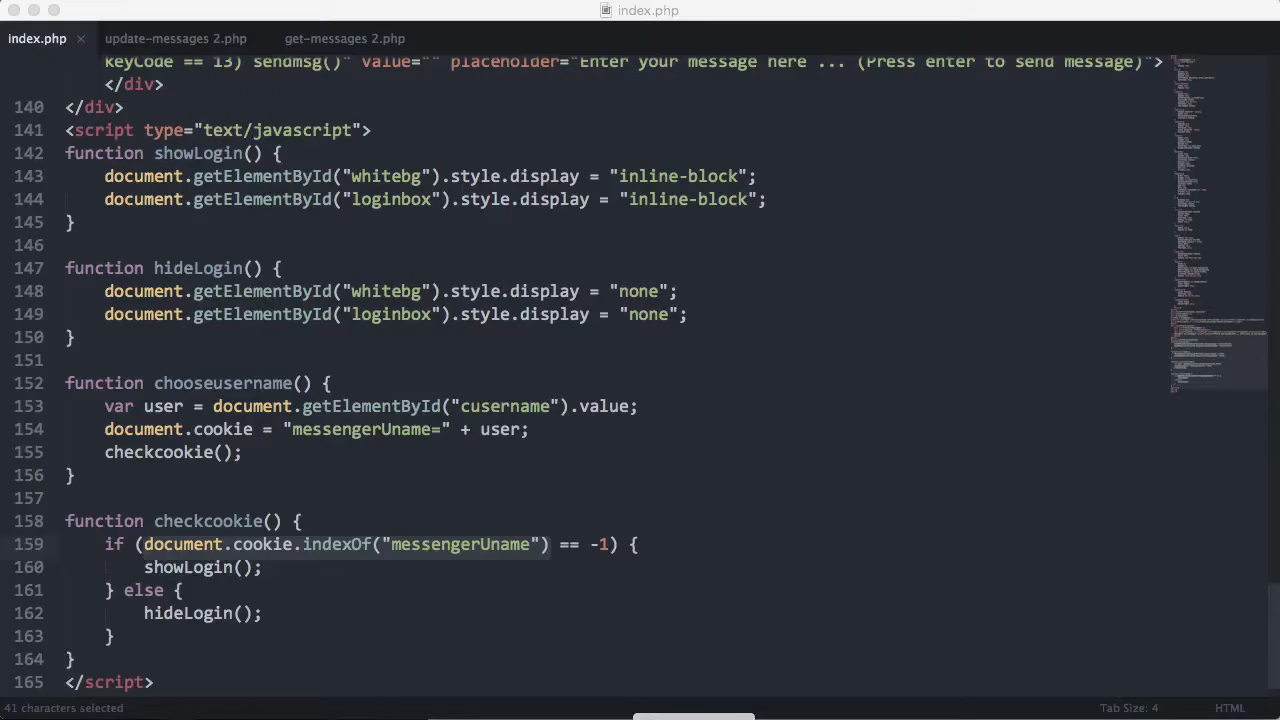 index.php
index.php × update-messages 2.php get-messages 2.php
keyCode == 13) sendmsg()" value="" placeholder="Enter your message here ... (Press enter to send message)">
</div>
140 </div>
141 <script type="text/javascript">
142 function showLogin() {
143 document.getElementById("whitebg").style.display = "inline-block";
144 document.getElementById("loginbox").style.display = "inline-block";
145 }
146
147 function hideLogin() {
148 document.getElementById("whitebg").style.display = "none";
149 document.getElementById("loginbox").style.display = "none";
150 }
151
152 function chooseusername() {
153 var user = document.getElementById("cusername").value;
154 document.cookie = "messengerUname=" + user;
155 checkcookie();
156 }
157
158 function checkcookie() {
159 if (document.cookie.indexOf("messengerUname") == -1) {
160 showLogin();
161 } else {
162 hideLogin();
163 }
164 }
165 </script>
41 characters selected Tab Size: 4 HTML